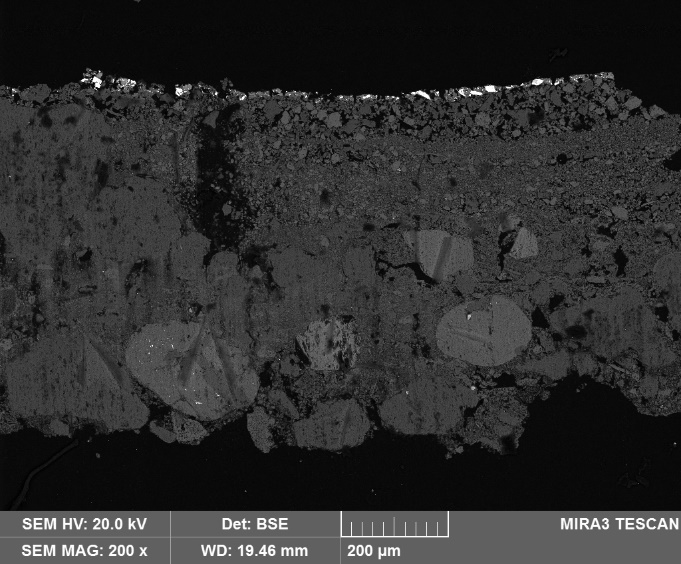 SEM HV: 20.0 kV
Det: BSE
MIRA3 TESCAN
SEM MAG: 200 x
WD: 19.46 mm
200 µm